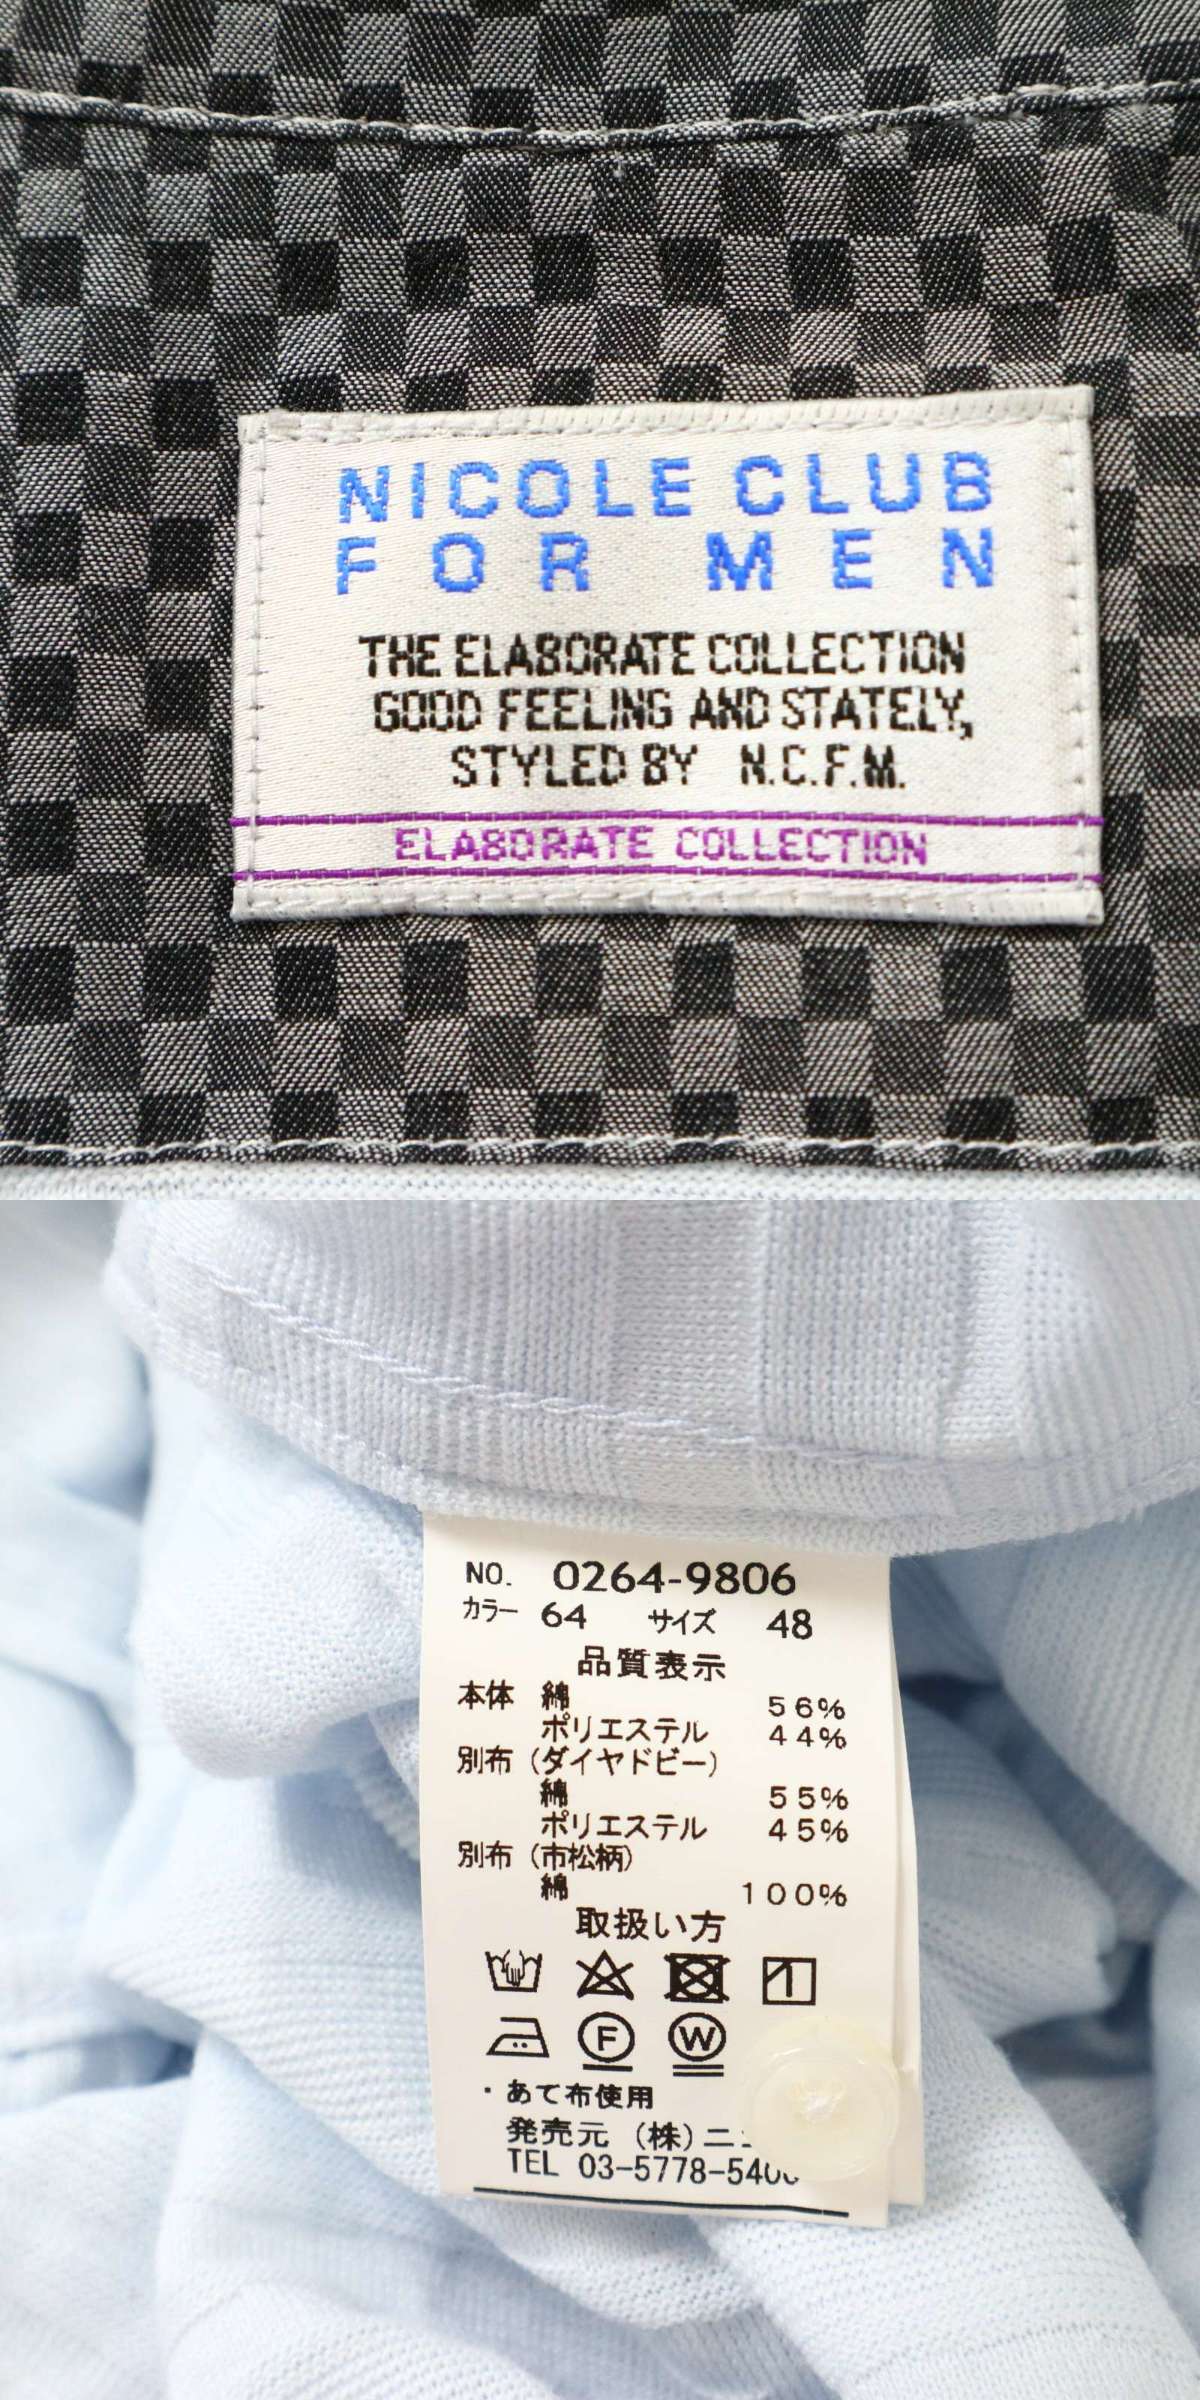 NICOLE CLUB
FOR MEN
THE ELABORATE COLLECTION
GOOD FEELING AND STATELY,
STYLED BY N.C.F.M.
ELABORATE COLLECTION
NO. 0264-9806
カラー 64 サイズ 48
品質表示
本体 綿 56%
ポリエステル 44%
別布（ダイヤドビー）
綿 55%
ポリエステル 45%
別布（市松柄）
綿 100%
取扱い方
F W
・あて布使用
発売元（株）ニ
TEL 03-5778-540